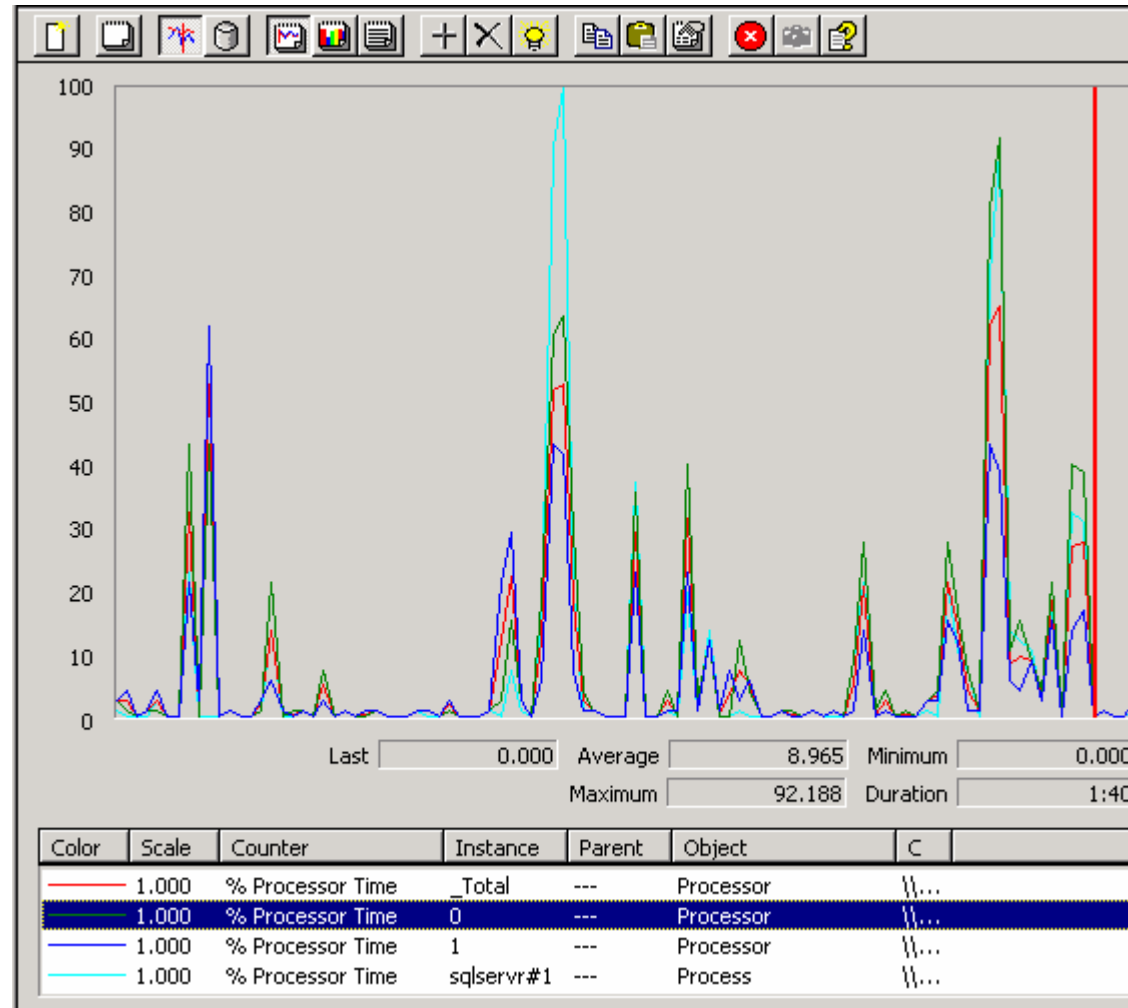 100
90
80
70
60
50
40
30
20
10
0
Last 0.000 Average 8.965 Minimum 0.000
Maximum 92.188 Duration 1:40
Color Scale Counter Instance Parent Object C
1.000 % Processor Time _Total --- Processor \\...
1.000 % Processor Time 0 --- Processor \\...
1.000 % Processor Time 1 --- Processor \\...
1.000 % Processor Time sqlservr#1 --- Process \\...